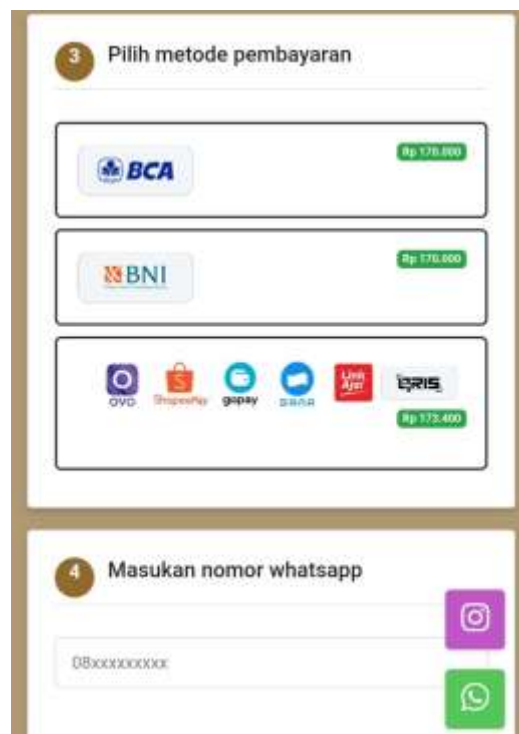 3
Pilih metode pembayaran
BCA
Rp 170.000
BNI
Rp 170.000
OVO
ShopeePay
gopay
DANA
Link Aja!
QRIS
Rp 173.400
4
Masukan nomor whatsapp
08xxxxxxxxx